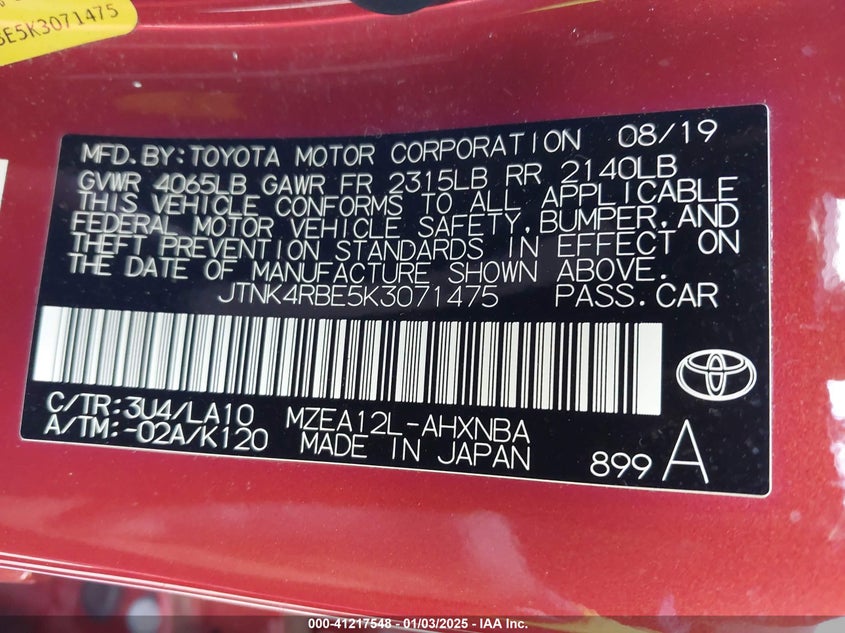 BE5K3071475
MFD.BY:TOYOTA MOTOR CORPORATION 08/19
GVWR 4065LB GAWR FR 2315LB RR 2140LB
THIS VEHICLE CONFORMS TO ALL APPLICABLE
FEDERAL MOTOR VEHICLE SAFETY,BUMPER,AND
THEFT PREVENTION STANDARDS IN EFFECT ON
THE DATE OF MANUFACTURE SHOWN ABOVE.
JTNK4RBE5K3071475 PASS.CAR
C/TR:3U4/LA10 MZEA12L-AHXNBA
A/TM:-02A/K120 MADE IN JAPAN
899 A
000-41217548 - 01/03/2025 - IAA Inc.